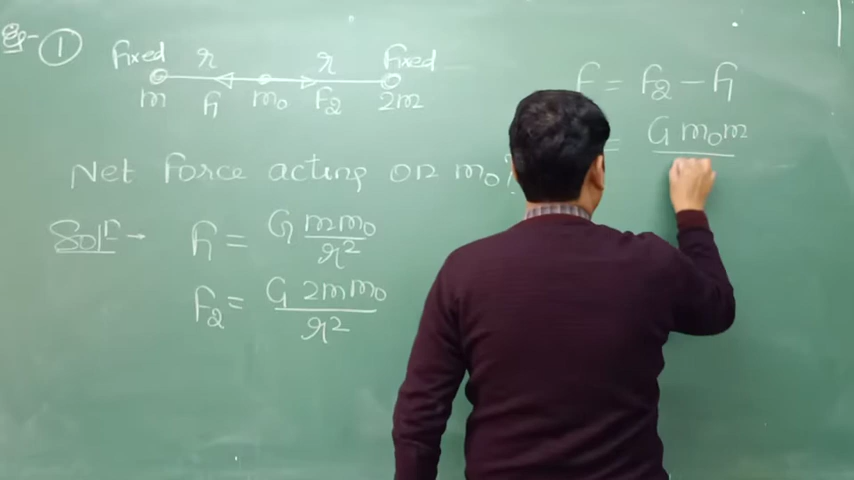 Eg- ①
Fixed r r Fixed
m F₁ m₀ F₂ 2m
Net Force acting on m₀?
Solⁿ → F₁ = G mm₀/r²
F₂ = G 2mm₀/r²
F = F₂ - F₁
= G m₀m